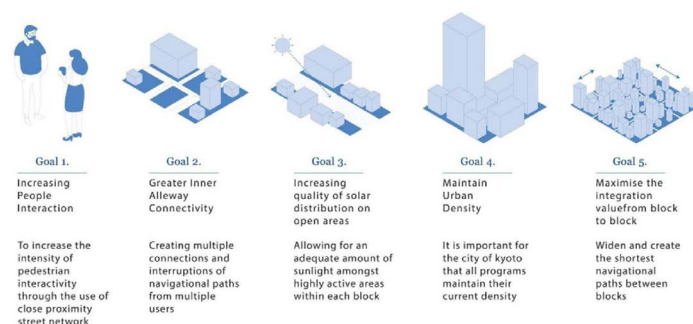 Goal 1.
Increasing
People
Interaction
To increase the
intensity of
pedestrian
interactivity
through the use of
close proximity
street network
Goal 2.
Greater Inner
Alleway
Connectivity
Creating multiple
connections and
interruptions of
navigational paths
from multiple
users
Goal 3.
Increasing
quality of solar
distribution on
open areas
Allowing for an
adequate amount of
sunlight amongst
highly active areas
within each block
Goal 4.
Maintain
Urban
Density
It is important for
the city of kyoto
that all programs
maintain their
current density
Goal 5.
Maximise the
integration
valuefrom block
to block
Widen and create
the shortest
navigational
paths between
blocks